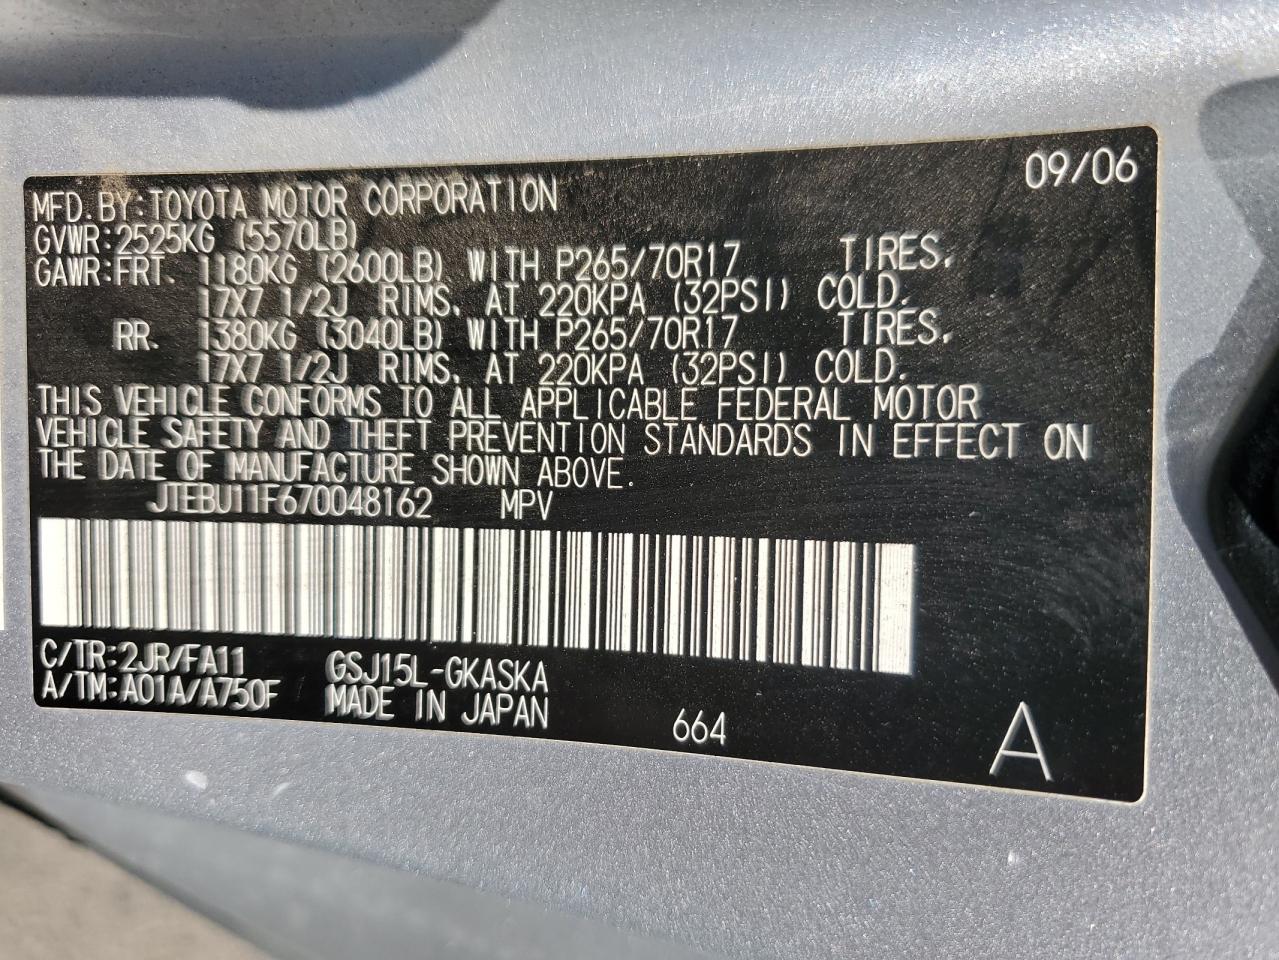 09/06
MFD.BY:TOYOTA MOTOR CORPORATION
GVWR:2525KG (5570LB)
GAWR:FRT. 1180KG (2600LB) WITH P265/70R17 TIRES,
17X7 1/2J RIMS, AT 220KPA (32PSI) COLD.
RR. 1380KG (3040LB) WITH P265/70R17 TIRES,
17X7 1/2J RIMS, AT 220KPA (32PSI) COLD.
THIS VEHICLE CONFORMS TO ALL APPLICABLE FEDERAL MOTOR
VEHICLE SAFETY AND THEFT PREVENTION STANDARDS IN EFFECT ON
THE DATE OF MANUFACTURE SHOWN ABOVE.
JTEBU11F670048162 MPV
C/TR:2JR/FA11 GSJ15L-GKASKA
A/TM:A01A/A750F MADE IN JAPAN
664 A